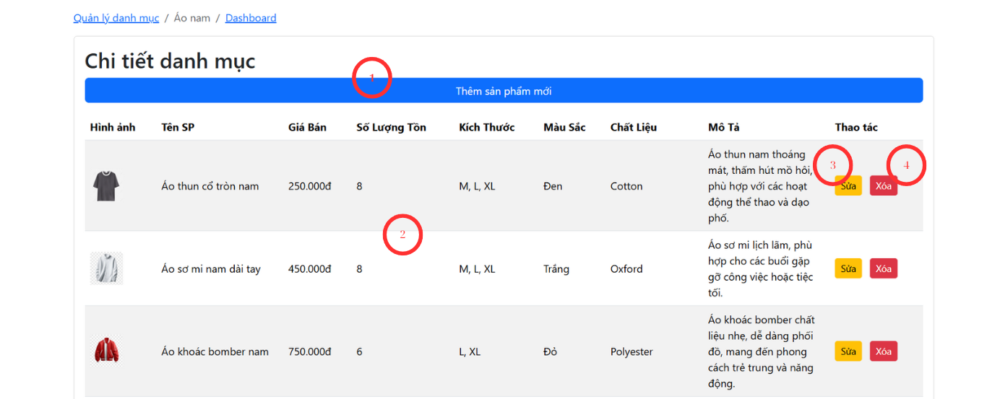 Quản lý danh mục / Áo nam / Dashboard
Chi tiết danh mục
1
Thêm sản phẩm mới
Hình ảnh Tên SP Giá Bán Số Lượng Tồn Kích Thước Màu Sắc Chất Liệu Mô Tả Thao tác
Áo thun cổ tròn nam 250.000đ 8 M, L, XL Đen Cotton
Áo thun nam thoáng
mát, thấm hút mồ hôi,
phù hợp với các hoạt
động thể thao và dạo
phố.
3
4
Sửa Xóa
2
Áo sơ mi nam dài tay 450.000đ 8 M, L, XL Trắng Oxford
Áo sơ mi lịch lãm, phù
hợp cho các buổi gặp
gỡ công việc hoặc tiệc
tối.
Sửa Xóa
Áo khoác bomber nam 750.000đ 6 L, XL Đỏ Polyester
Áo khoác bomber chất
liệu nhẹ, dễ dàng phối
đồ, mang đến phong
cách trẻ trung và năng
động.
Sửa Xóa